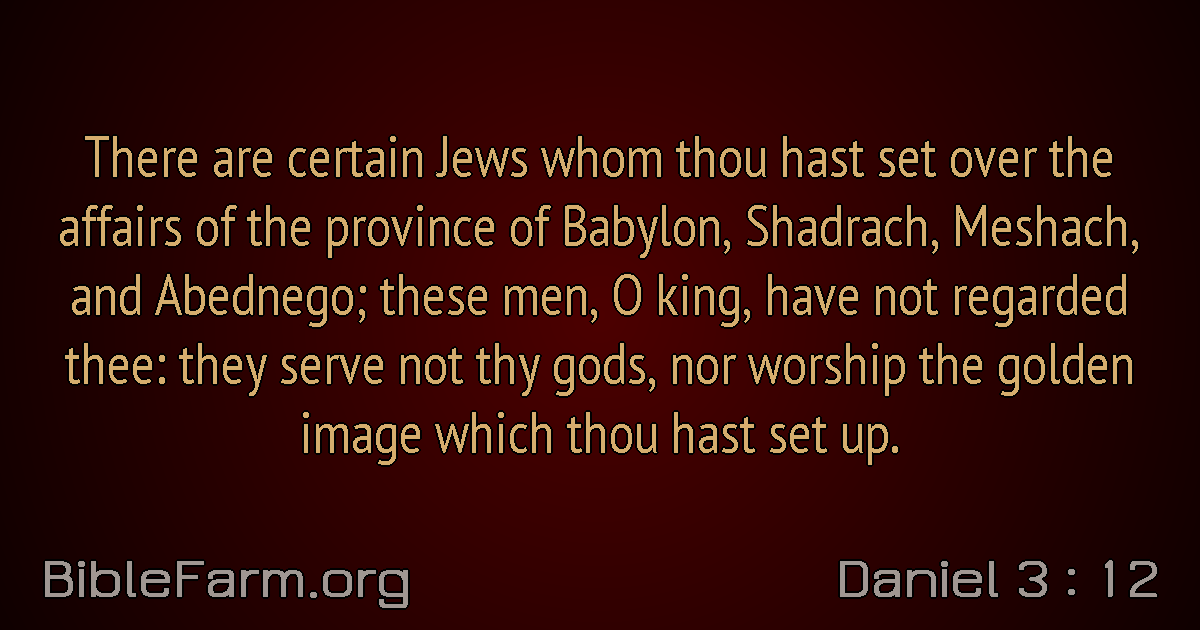 There are certain Jews whom thou hast set over the
affairs of the province of Babylon, Shadrach, Meshach,
and Abednego; these men, O king, have not regarded
thee: they serve not thy gods, nor worship the golden
image which thou hast set up.
BibleFarm.org
Daniel 3 : 12